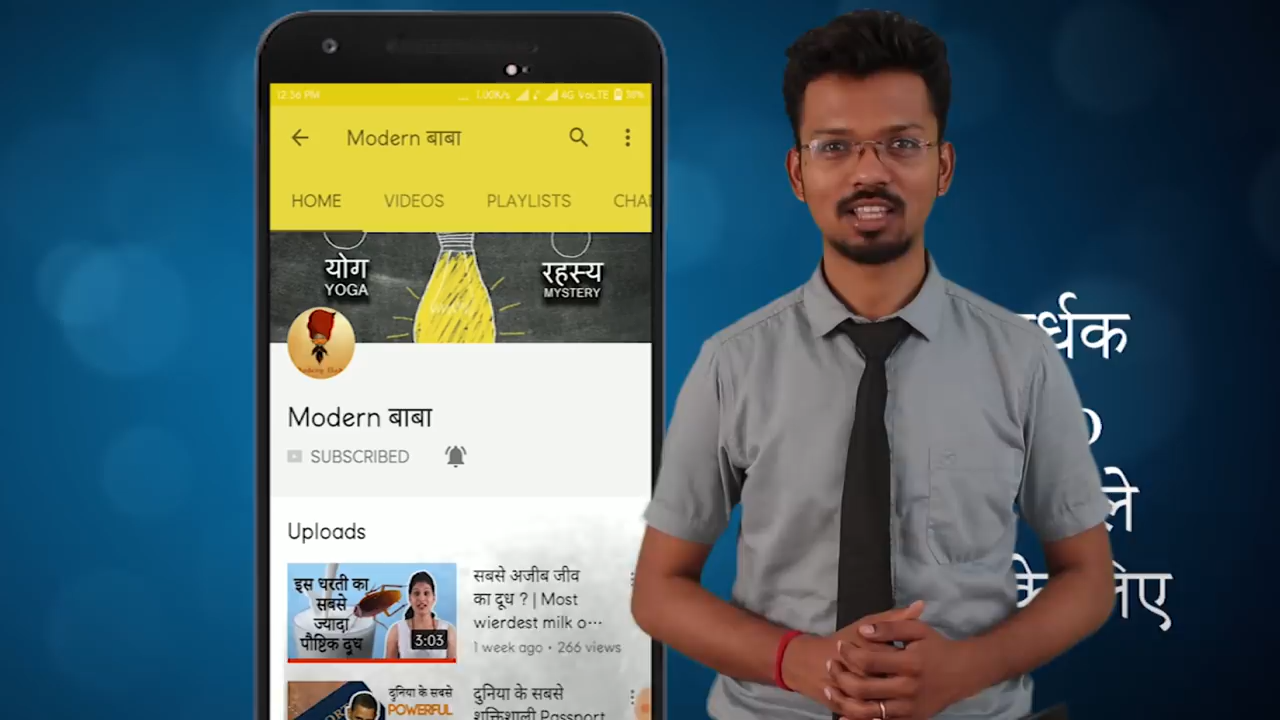 12:36 PM
1.00K/s 4G VoLTE 38%
Modern बाबा
HOME VIDEOS PLAYLISTS CHA
योग
YOGA
रहस्य
MYSTERY
Modern बाबा
SUBSCRIBED
Uploads
इस धरती का
सबसे
ज्यादा
पौष्टिक दूध
3:03
सबसे अजीब जीव
का दूध ? | Most
wierdest milk o...
1 week ago • 266 views
दुनिया के सबसे
POWERFUL
दुनिया के सबसे
शक्तिशाली Passport
र्धक
ले
के लिए